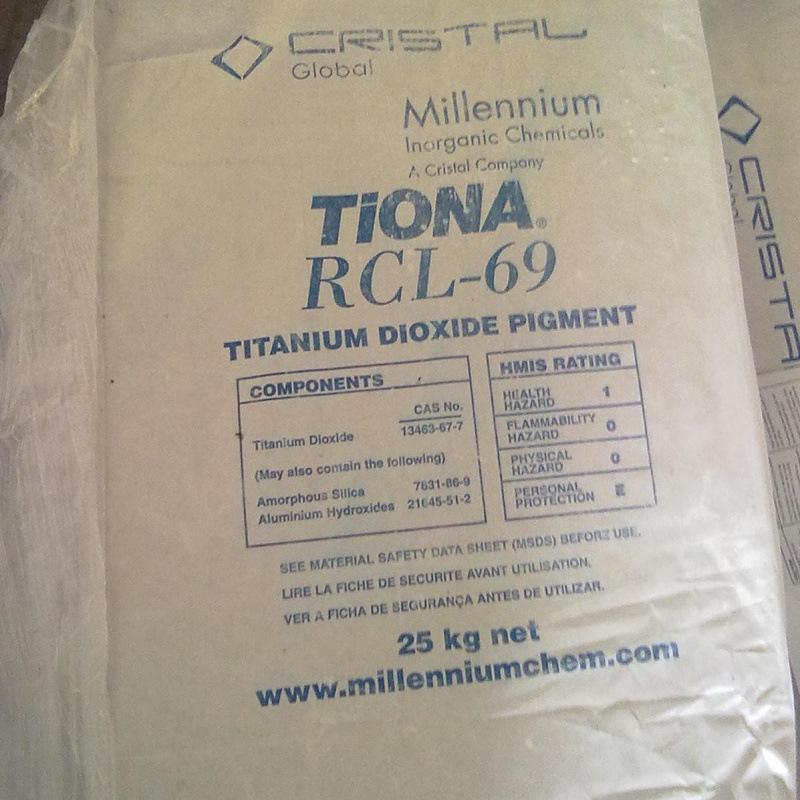 CRISTAL
Global
Millennium
Inorganic Chemicals
A Cristal Company
TiONA®
RCL-69
TITANIUM DiOXIDE PIGMENT
COMPONENTS
CAS No.
Titanium Dioxide 13463-67-7
(May also contain the following)
Amorphous Silica 7631-86-9
Aluminium Hydroxides 21645-51-2
HMIS RATING
HEALTH HAZARD 1
FLAMMABILITY HAZARD 0
PHYSICAL HAZARD 0
PERSONAL PROTECTION E
SEE MATERIAL SAFETY DATA SHEET (MSDS) BEFORE USE.
LIRE LA FICHE DE SECURITE AVANT UTILISATION.
VER A FICHA DE SEGURANÇA ANTES DE UTILIZAR.
25 kg net
www.millenniumchem.com
CRISTA
Global